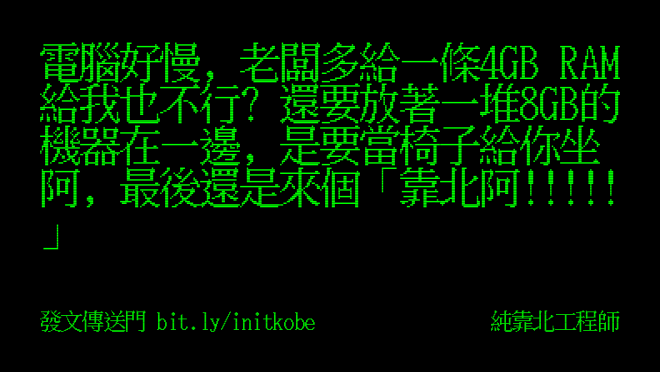 電腦好慢, 老闆多給一條4GB RAM
給我也不行? 還要放著一堆8GB的
機器在一邊, 是要當椅子給你坐
阿, 最後還是來個「靠北阿!!!!!
」
發文傳送門 bit.ly/initkobe
純靠北工程師